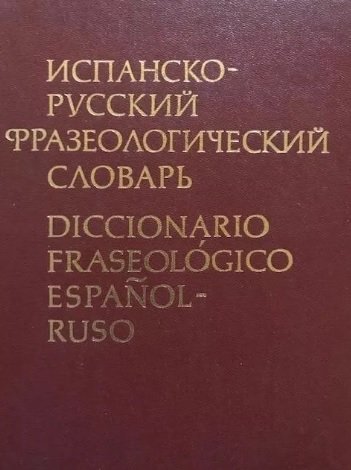 ИСПАНСКО-
РУССКИЙ
ФРАЗЕОЛОГИЧЕСКИЙ
СЛОВАРЬ
DICCIONARIO
FRASEOLÓGICO
ESPAÑOL-
RUSO